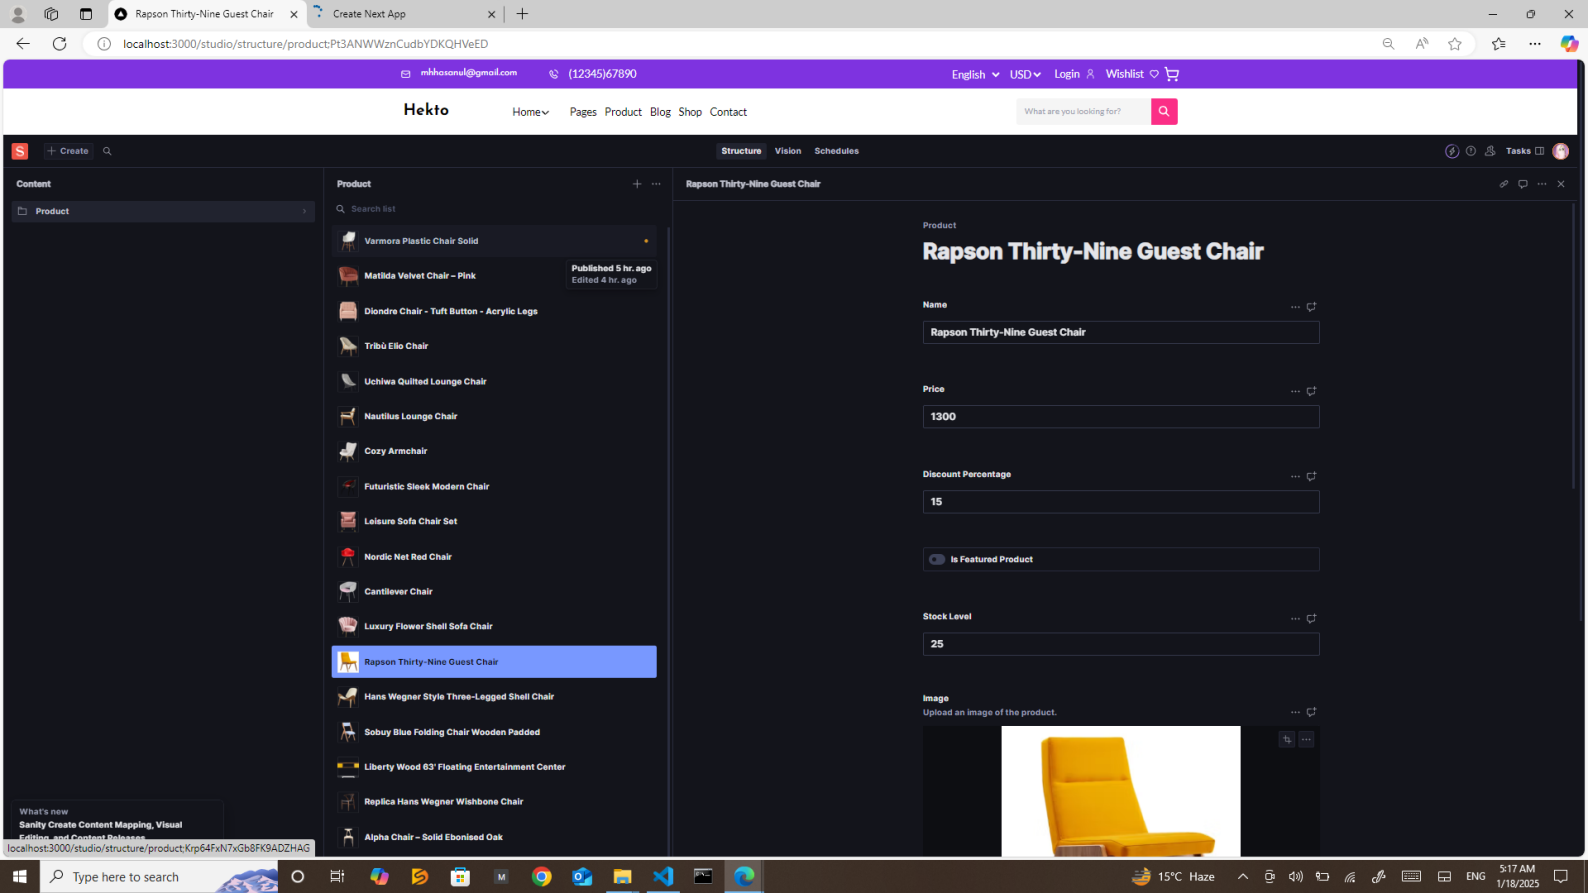 Rapson Thirty-Nine Guest Chair
Create Next App
localhost:3000/studio/structure/product;Pt3ANWWznCudbYDKQHVeED
mhhasanul@gmail.com
(12345)67890
English
USD
Login
Wishlist
Hekto
Home
Pages
Product
Blog
Shop
Contact
What are you looking for?
S
Create
Structure
Vision
Schedules
Tasks
Content
Product
What's new
Sanity Create Content Mapping, Visual
Editing, and Content Releases
localhost:3000/studio/structure/product;Krp64FxN7xGb8FK9ADZHAG
Product
Search list
Varmora Plastic Chair Solid
Published 5 hr. ago
Edited 4 hr. ago
Matilda Velvet Chair – Pink
Diondre Chair - Tuft Button - Acrylic Legs
Tribù Elio Chair
Uchiwa Quilted Lounge Chair
Nautilus Lounge Chair
Cozy Armchair
Futuristic Sleek Modern Chair
Leisure Sofa Chair Set
Nordic Net Red Chair
Cantilever Chair
Luxury Flower Shell Sofa Chair
Rapson Thirty-Nine Guest Chair
Hans Wegner Style Three-Legged Shell Chair
Sobuy Blue Folding Chair Wooden Padded
Liberty Wood 63' Floating Entertainment Center
Replica Hans Wegner Wishbone Chair
Alpha Chair – Solid Ebonised Oak
Rapson Thirty-Nine Guest Chair
Product
Rapson Thirty-Nine Guest Chair
Name
Rapson Thirty-Nine Guest Chair
Price
1300
Discount Percentage
15
Is Featured Product
Stock Level
25
Image
Upload an image of the product.
Type here to search
M
15°C Haze
ENG
5:17 AM
1/18/2025